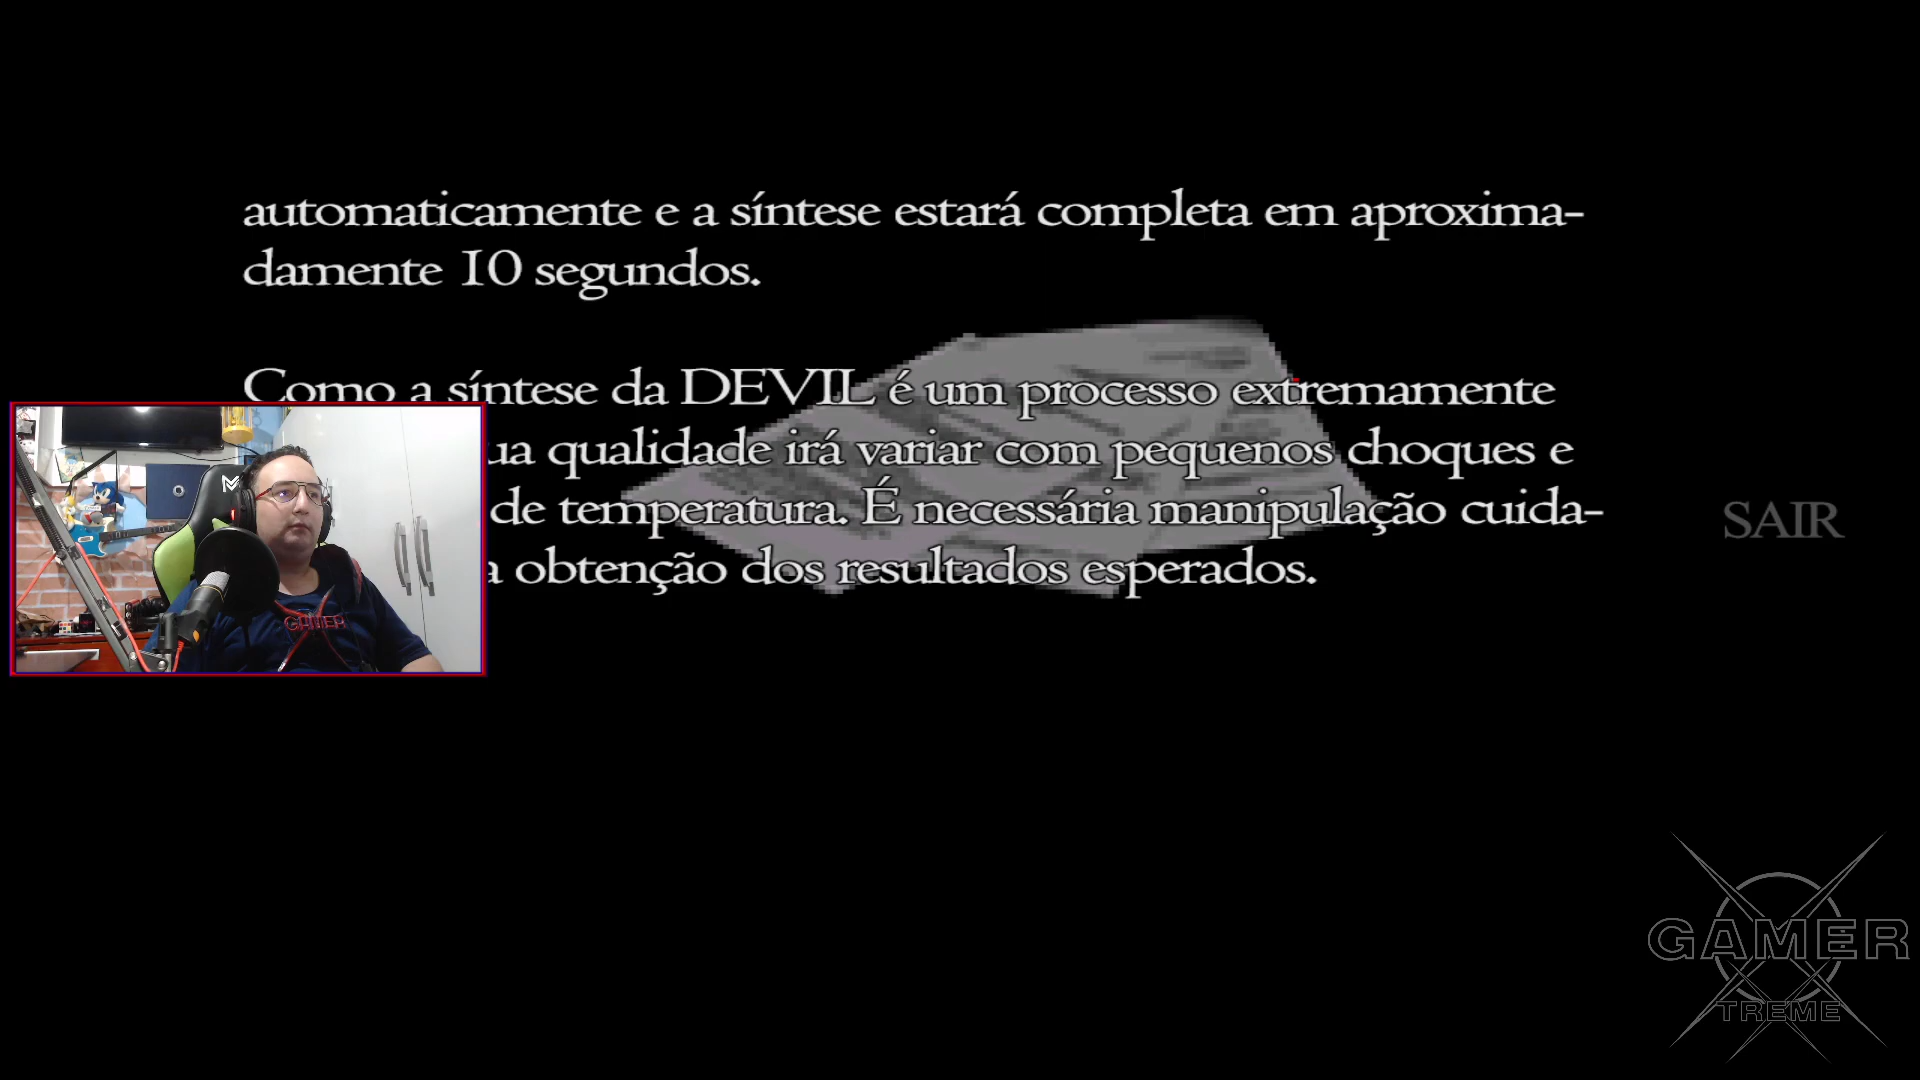 automaticamente e a síntese estará completa em aproxima-
damente 10 segundos.
Como a síntese da DEVIL é um processo extremamente
qualidade irá variar com pequenos choques e
de temperatura. É necessária manipulação cuida-
obtenção dos resultados esperados.
SAIR
GAMER
GAMER
TREME